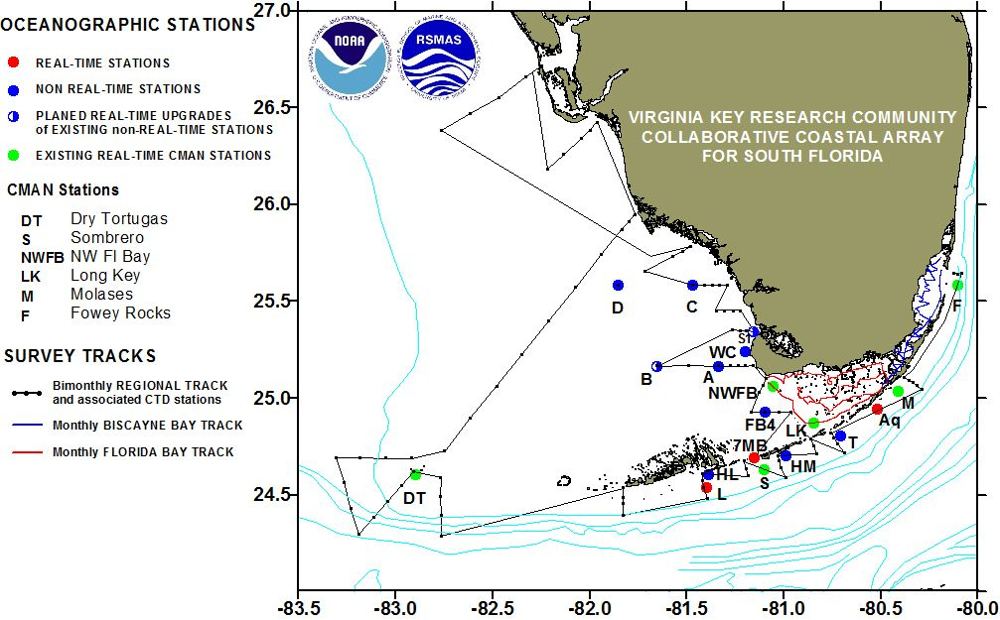 OCEANOGRAPHIC STATIONS
REAL-TIME STATIONS
NON REAL-TIME STATIONS
PLANED REAL-TIME UPGRADES
of EXISTING non-REAL-TIME STATIONS
EXISTING REAL-TIME CMAN STATIONS
CMAN Stations
DT Dry Tortugas
S Sombrero
NWFB NW Fl Bay
LK Long Key
M Molases
F Fowey Rocks
SURVEY TRACKS
Bimonthly REGIONAL TRACK
and associated CTD stations
Monthly BISCAYNE BAY TRACK
Monthly FLORIDA BAY TRACK
NOAA
RSMAS
VIRGINIA KEY RESEARCH COMMUNITY
COLLABORATIVE COASTAL ARRAY
FOR SOUTH FLORIDA
27.0
26.5
26.0
25.5
25.0
24.5
D
C
F
S1
WC
B
A
NWFB
M
FB4
LK
Aq
7MB
T
HM
HL
S
L
DT
-83.5
-83.0
-82.5
-82.0
-81.5
-81.0
-80.5
-80.0